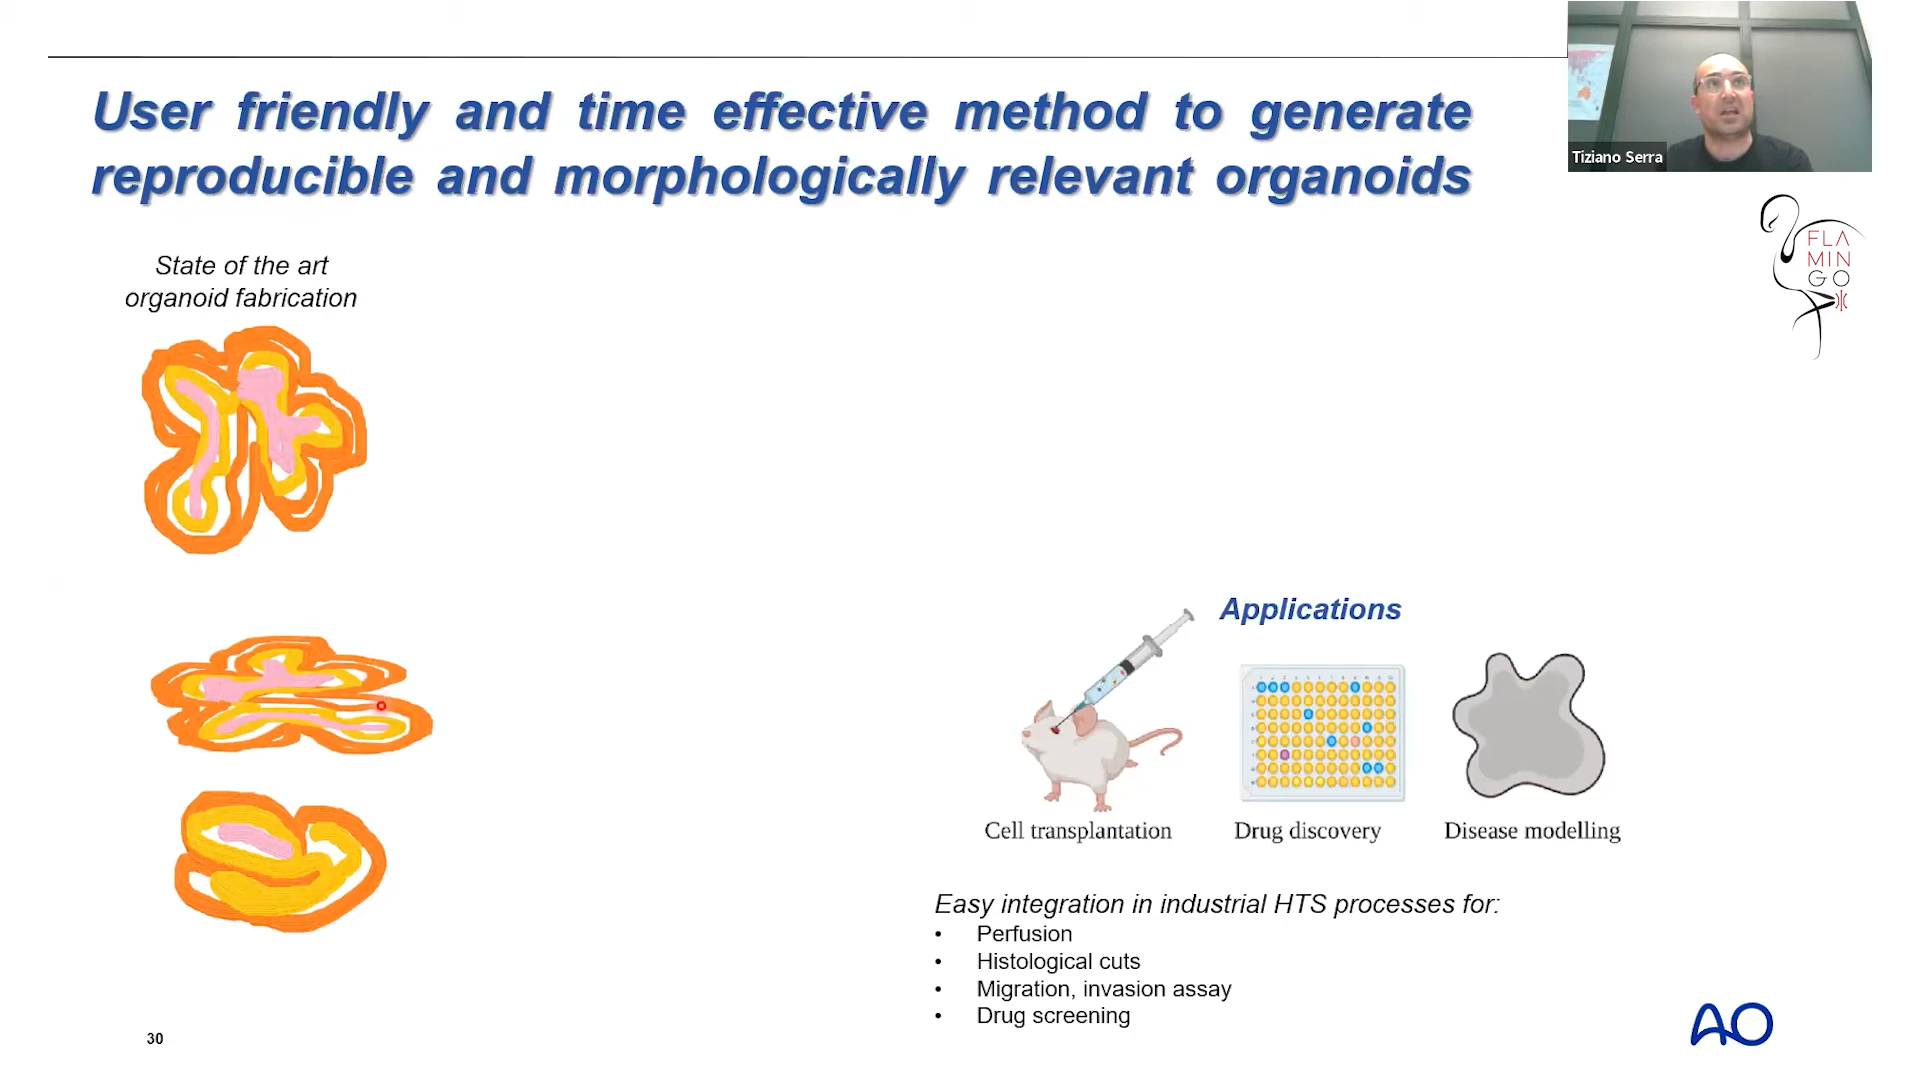 User friendly and time effective method to generate
reproducible and morphologically relevant organoids
Tiziano Serra
FLA
MIN
GO
State of the art
organoid fabrication
Applications
Cell transplantation
Drug discovery
Disease modelling
Easy integration in industrial HTS processes for:
• Perfusion
• Histological cuts
• Migration, invasion assay
• Drug screening
30
AO